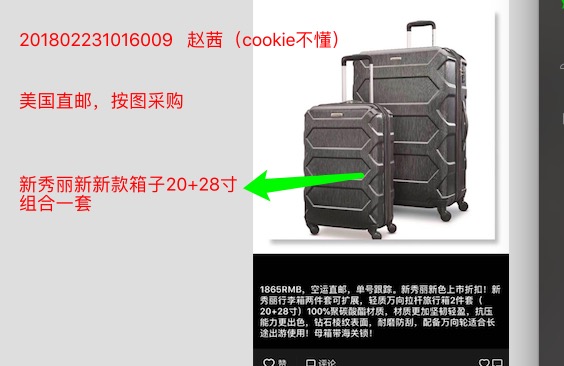 201802231016009 赵茜（cookie不懂）
美国直邮，按图采购
新秀丽新新款箱子20+28寸
组合一套
1865RMB，空运直邮，单号跟踪。新秀丽新色上市折扣！新
秀丽行李箱两件套可扩展，轻质万向拉杆旅行箱2件套（
20+28寸）100%聚碳酸酯材质，材质更加坚韧轻盈，抗压
能力更出色，钻石棱纹表面，耐磨防刮，配备万向轮适合长
途出游使用！母箱带海关锁！
赞 评论